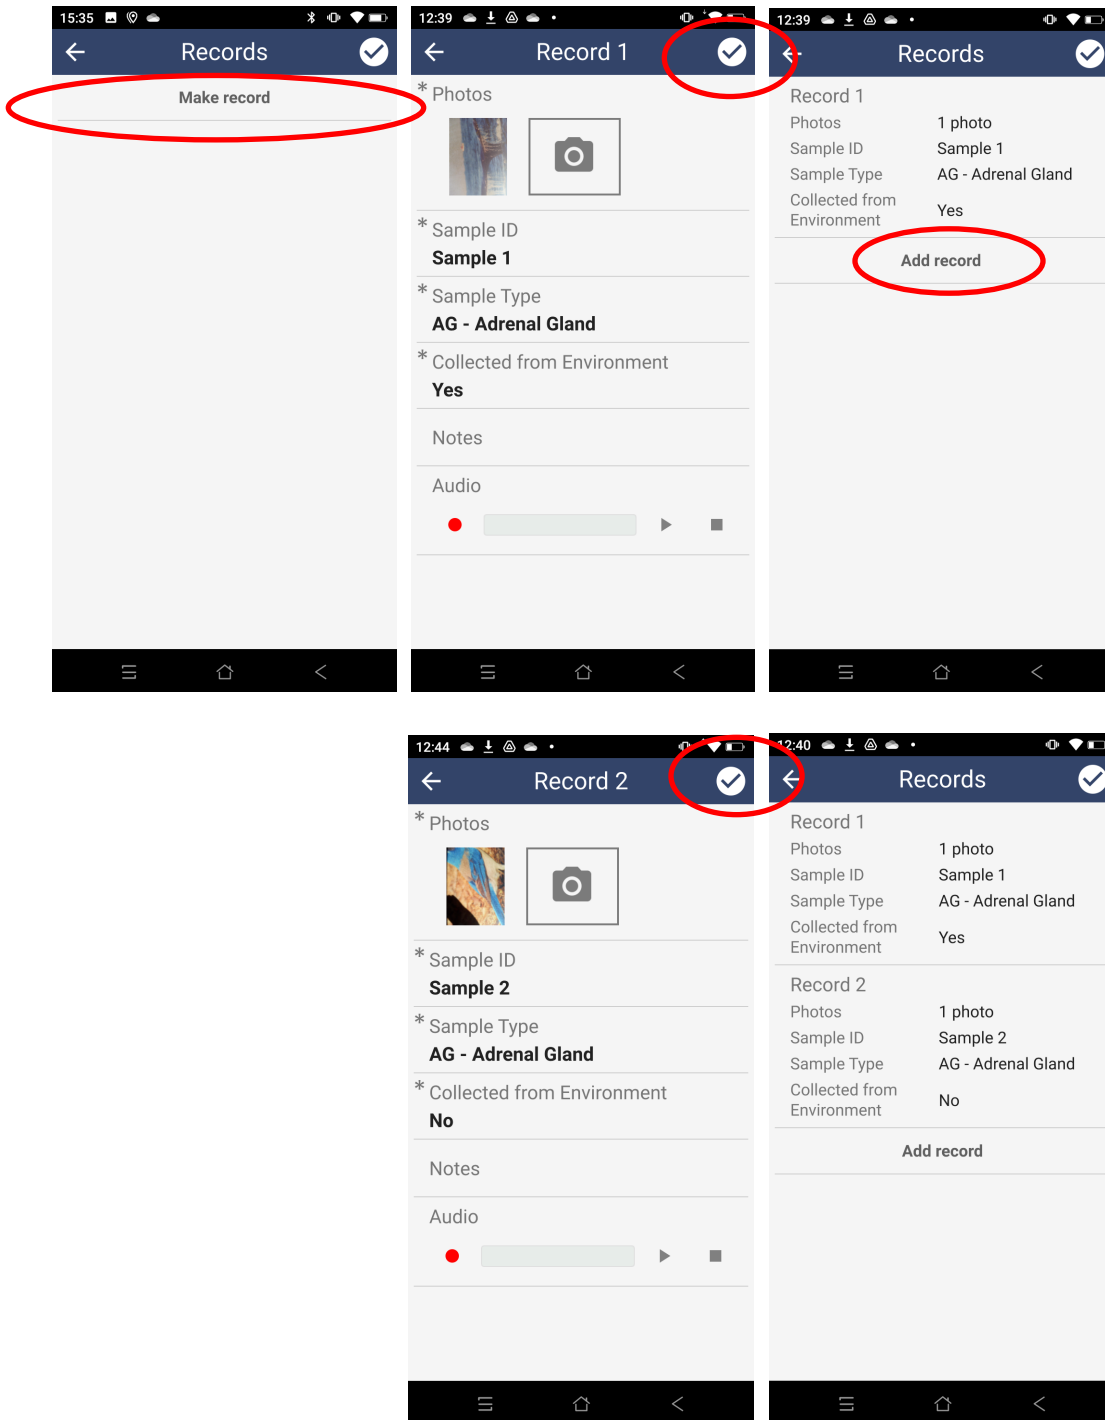 15:35
Records
Make record
12:39
Record 1
* Photos
* Sample ID
Sample 1
* Sample Type
AG - Adrenal Gland
* Collected from Environment
Yes
Notes
Audio
12:39
Records
Record 1
Photos 1 photo
Sample ID Sample 1
Sample Type AG - Adrenal Gland
Collected from
Environment Yes
Add record
12:44
Record 2
* Photos
* Sample ID
Sample 2
* Sample Type
AG - Adrenal Gland
* Collected from Environment
No
Notes
Audio
12:40
Records
Record 1
Photos 1 photo
Sample ID Sample 1
Sample Type AG - Adrenal Gland
Collected from
Environment Yes
Record 2
Photos 1 photo
Sample ID Sample 2
Sample Type AG - Adrenal Gland
Collected from
Environment No
Add record